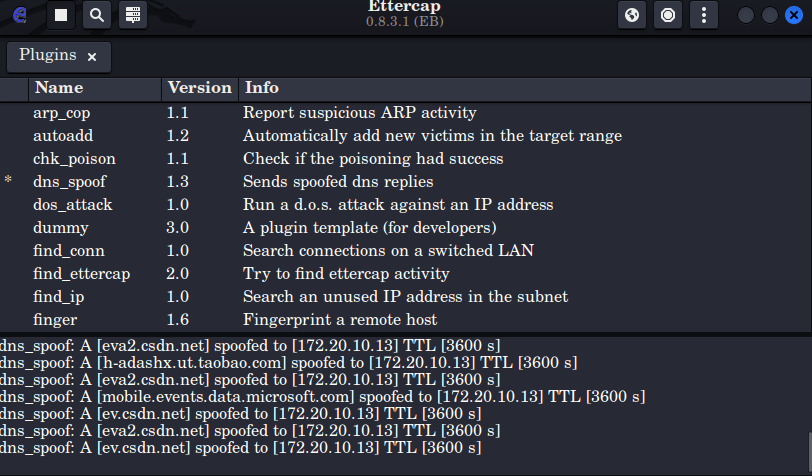 Ettercap
0.8.3.1 (EB)
Plugins ×
Name Version Info
arp_cop 1.1 Report suspicious ARP activity
autoadd 1.2 Automatically add new victims in the target range
chk_poison 1.1 Check if the poisoning had success
* dns_spoof 1.3 Sends spoofed dns replies
dos_attack 1.0 Run a d.o.s. attack against an IP address
dummy 3.0 A plugin template (for developers)
find_conn 1.0 Search connections on a switched LAN
find_ettercap 2.0 Try to find ettercap activity
find_ip 1.0 Search an unused IP address in the subnet
finger 1.6 Fingerprint a remote host
dns_spoof: A [eva2.csdn.net] spoofed to [172.20.10.13] TTL [3600 s]
dns_spoof: A [h-adashx.ut.taobao.com] spoofed to [172.20.10.13] TTL [3600 s]
dns_spoof: A [eva2.csdn.net] spoofed to [172.20.10.13] TTL [3600 s]
dns_spoof: A [mobile.events.data.microsoft.com] spoofed to [172.20.10.13] TTL [3600 s]
dns_spoof: A [ev.csdn.net] spoofed to [172.20.10.13] TTL [3600 s]
dns_spoof: A [eva2.csdn.net] spoofed to [172.20.10.13] TTL [3600 s]
dns_spoof: A [ev.csdn.net] spoofed to [172.20.10.13] TTL [3600 s]